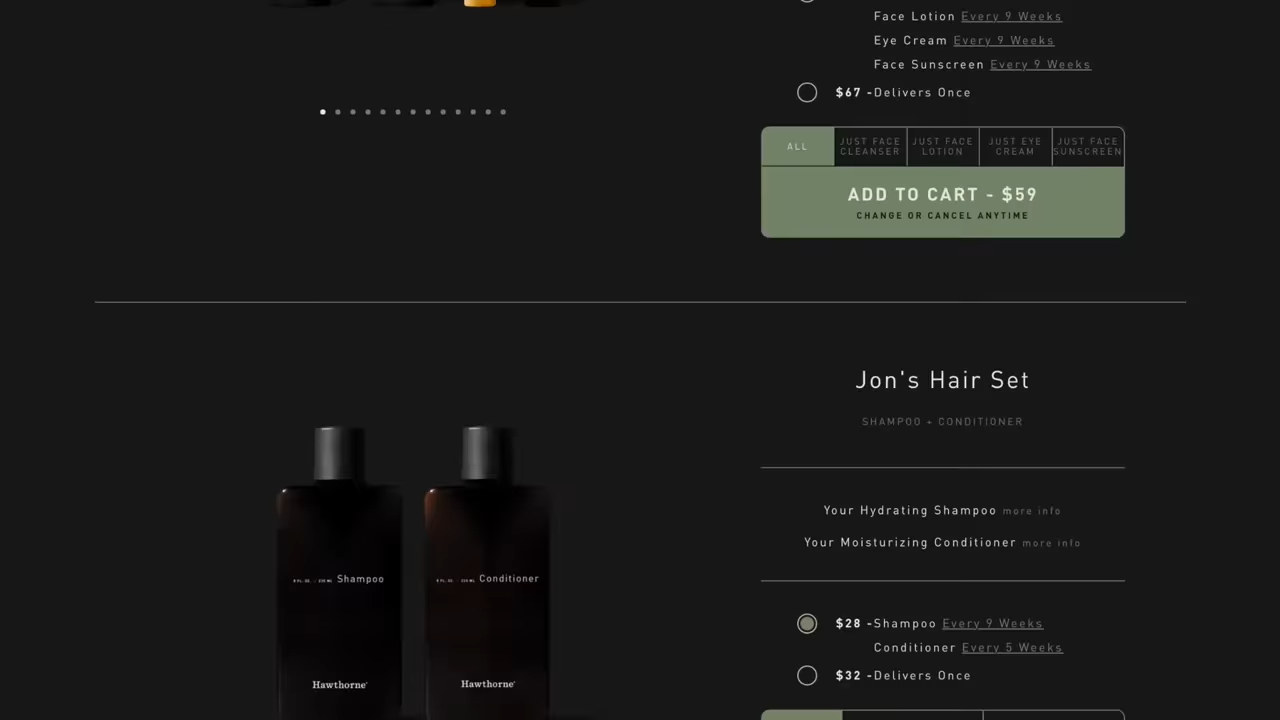 Face Lotion Every 9 Weeks
Eye Cream Every 9 Weeks
Face Sunscreen Every 9 Weeks
$67 -Delivers Once
ALL
JUST FACE CLEANSER
JUST FACE LOTION
JUST EYE CREAM
JUST FACE SUNSCREEN
ADD TO CART - $59
CHANGE OR CANCEL ANYTIME
Jon's Hair Set
SHAMPOO + CONDITIONER
Your Hydrating Shampoo more info
Your Moisturizing Conditioner more info
$28 -Shampoo Every 9 Weeks
Conditioner Every 5 Weeks
$32 -Delivers Once
Shampoo
Conditioner
Hawthorne
Hawthorne